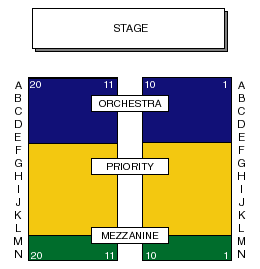 STAGE
20 11 10 1
A A
B B
C ORCHESTRA C
D D
E E
F F
G PRIORITY G
H H
I I
J J
K K
L L
M MEZZANINE M
N 20 11 10 1 N